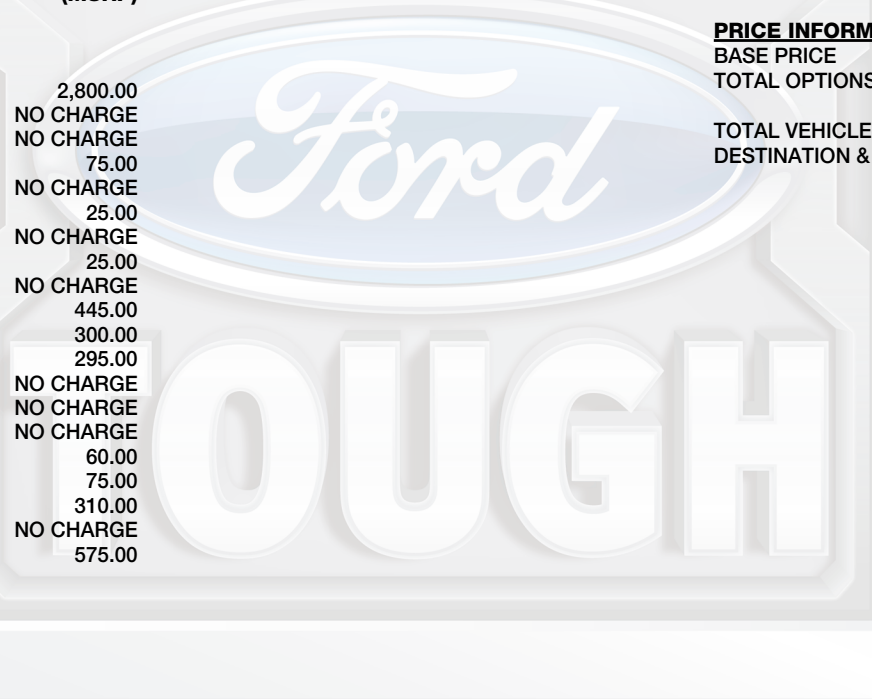 2,800.00
NO CHARGE
NO CHARGE
75.00
NO CHARGE
25.00
NO CHARGE
25.00
NO CHARGE
445.00
300.00
295.00
NO CHARGE
NO CHARGE
NO CHARGE
60.00
75.00
310.00
NO CHARGE
575.00
PRICE INFORM
BASE PRICE
TOTAL OPTIONS
TOTAL VEHICLE
DESTINATION &
Ford
TOUGH